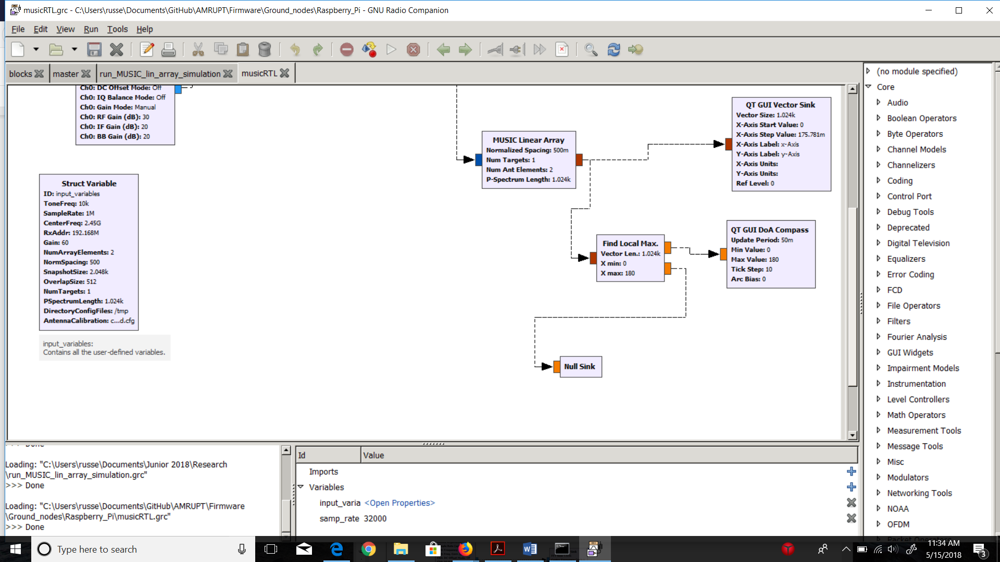 musicRTL.grc - C:\Users\russe\Documents\GitHub\AMRUPT\Firmware\Ground_nodes\Raspberry_Pi - GNU Radio Companion
File Edit View Run Tools Help
blocks master run_MUSIC_lin_array_simulation musicRTL
Ch0: DC Offset Mode: Off
Ch0: IQ Balance Mode: Off
Ch0: Gain Mode: Manual
Ch0: RF Gain (dB): 30
Ch0: IF Gain (dB): 20
Ch0: BB Gain (dB): 20
MUSIC Linear Array
Normalized Spacing: 500m
Num Targets: 1
Num Ant Elements: 2
P-Spectrum Length: 1.024k
QT GUI Vector Sink
Vector Size: 1.024k
X-Axis Start Value: 0
X-Axis Step Value: 175.781m
X-Axis Label: x-Axis
Y-Axis Label: y-Axis
X-Axis Units:
Y-Axis Units:
Ref Level: 0
Struct Variable
ID: input_variables
ToneFreq: 10k
SampleRate: 1M
CenterFreq: 2.45G
RxAddr: 192.168M
Gain: 60
NumArrayElements: 2
NormSpacing: 500
SnapshotSize: 2.048k
OverlapSize: 512
NumTargets: 1
PSpectrumLength: 1.024k
DirectoryConfigFiles: /tmp
AntennaCalibration: c...d.cfg
input_variables:
Contains all the user-defined variables.
Find Local Max.
Vector Len.: 1.024k
X min: 0
X max: 180
QT GUI DoA Compass
Update Period: 50m
Min Value: 0
Max Value: 180
Tick Step: 10
Arc Bias: 0
Null Sink
(no module specified)
Core
Audio
Boolean Operators
Byte Operators
Channel Models
Channelizers
Coding
Control Port
Debug Tools
Deprecated
Digital Television
Equalizers
Error Coding
FCD
File Operators
Filters
Fourier Analysis
GUI Widgets
Impairment Models
Instrumentation
Level Controllers
Math Operators
Measurement Tools
Message Tools
Misc
Modulators
Networking Tools
NOAA
OFDM
Packet Operators
>>> Done
Loading: "C:\Users\russe\Documents\Junior 2018\Research
\run_MUSIC_lin_array_simulation.grc"
>>> Done
Loading: "C:\Users\russe\Documents\GitHub\AMRUPT\Firmware
\Ground_nodes\Raspberry_Pi\musicRTL.grc"
>>> Done
Id Value
Imports
Variables
input_varia <Open Properties>
samp_rate 32000
Type here to search
11:34 AM
5/15/2018
3